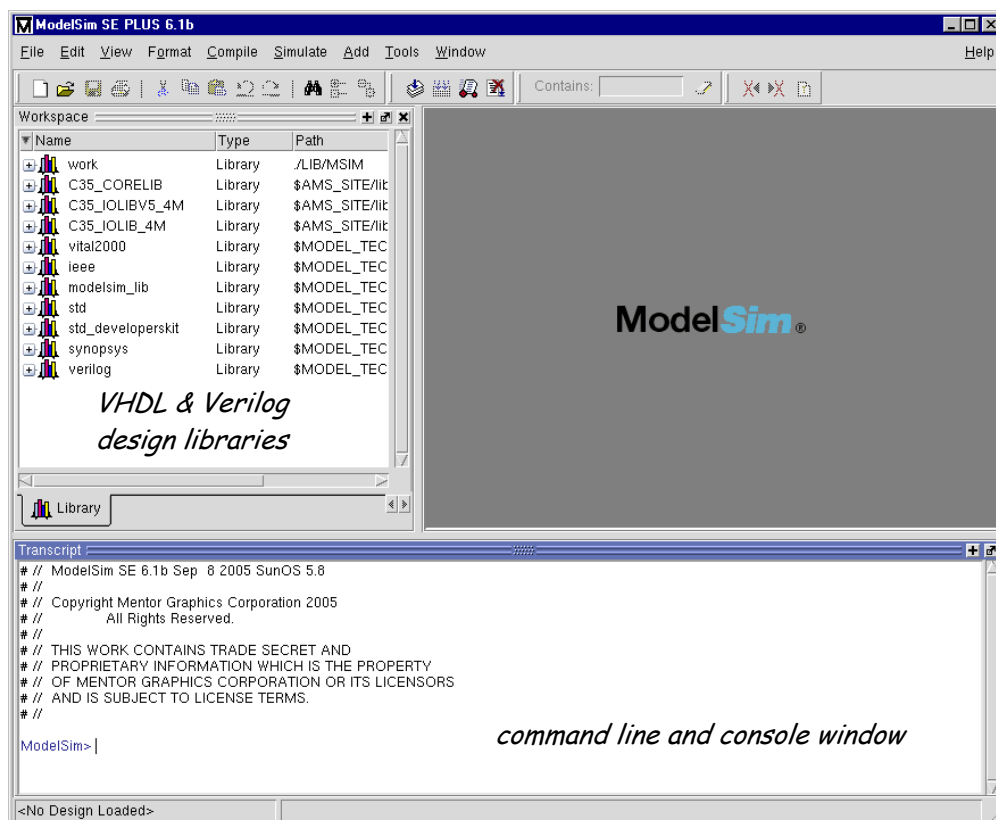 ModelSim SE PLUS 6.1b
File Edit View Format Compile Simulate Add Tools Window Help
Contains:
Workspace
Name Type Path
work Library ./LIB/MSIM
C35_CORELIB Library $AMS_SITE/lib
C35_IOLIBV5_4M Library $AMS_SITE/lib
C35_IOLIB_4M Library $AMS_SITE/lib
vital2000 Library $MODEL_TEC
ieee Library $MODEL_TEC
modelsim_lib Library $MODEL_TEC
std Library $MODEL_TEC
std_developerskit Library $MODEL_TEC
synopsys Library $MODEL_TEC
verilog Library $MODEL_TEC
VHDL & Verilog
design libraries
Library
ModelSim ®
Transcript
# // ModelSim SE 6.1b Sep 8 2005 SunOS 5.8
# //
# // Copyright Mentor Graphics Corporation 2005
# // All Rights Reserved.
# //
# // THIS WORK CONTAINS TRADE SECRET AND
# // PROPRIETARY INFORMATION WHICH IS THE PROPERTY
# // OF MENTOR GRAPHICS CORPORATION OR ITS LICENSORS
# // AND IS SUBJECT TO LICENSE TERMS.
# //
ModelSim>
command line and console window
<No Design Loaded>